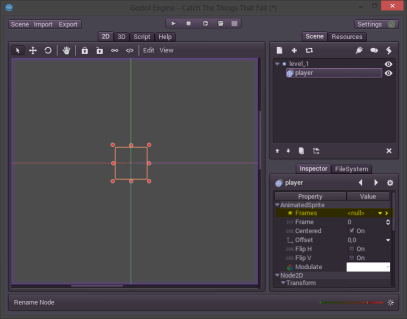 Godot Engine - Catch The Things That Fall (*)
Scene Import Export
Settings
2D 3D Script Help
Scene Resources
Edit View
level_1
player
Inspector FileSystem
player
Property Value
AnimatedSprite
Frames <null>
Frame 0
Centered On
Offset 0,0
Flip H On
Flip V On
Modulate
Node2D
Transform
Rename Node